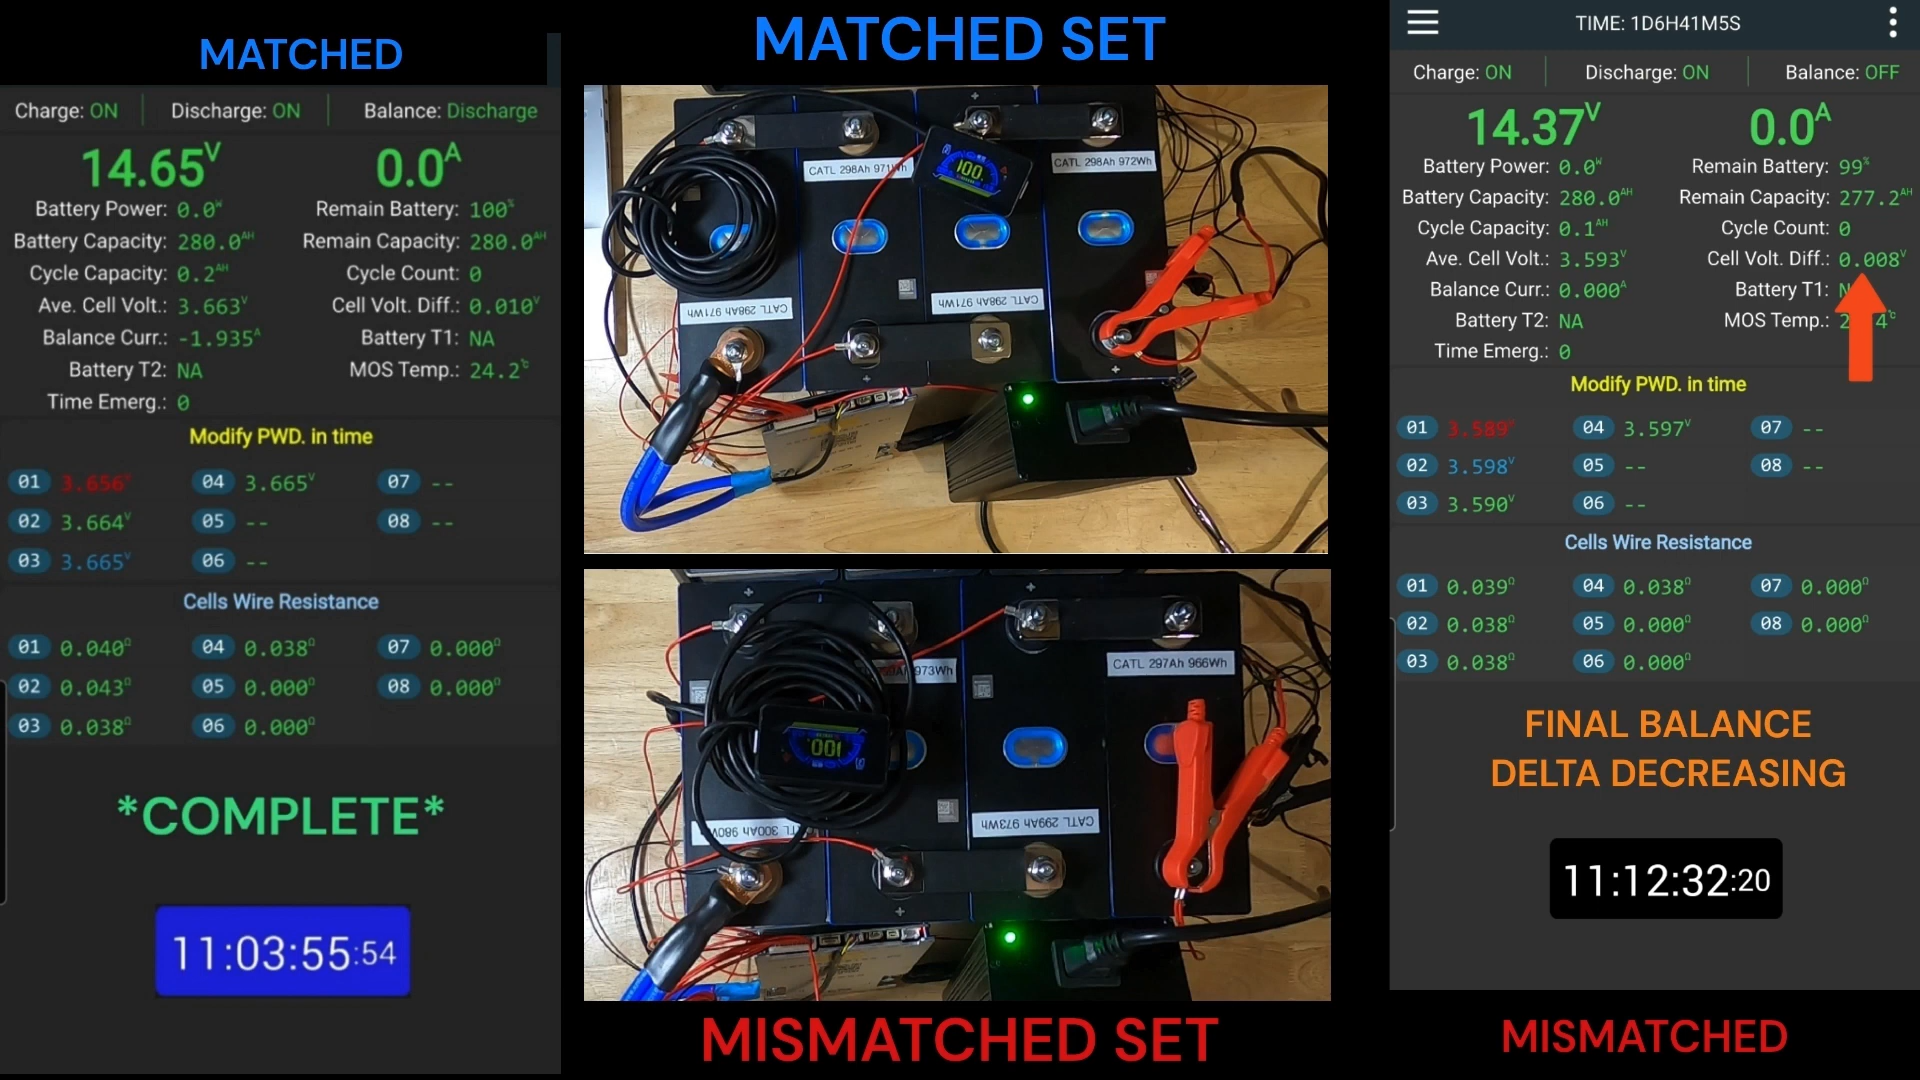 MATCHED
Charge: ON Discharge: ON Balance: Discharge
14.65V 0.0A
Battery Power: 0.0W Remain Battery: 100%
Battery Capacity: 280.0AH Remain Capacity: 280.0AH
Cycle Capacity: 0.2AH Cycle Count: 0
Ave. Cell Volt.: 3.663V Cell Volt. Diff.: 0.010V
Balance Curr.: -1.935A Battery T1: NA
Battery T2: NA MOS Temp.: 24.2℃
Time Emerg.: 0
Modify PWD. in time
01 3.656V 04 3.665V 07 --
02 3.664V 05 -- 08 --
03 3.665V 06 --
Cells Wire Resistance
01 0.040Ω 04 0.038Ω 07 0.000Ω
02 0.043Ω 05 0.000Ω 08 0.000Ω
03 0.038Ω 06 0.000Ω
*COMPLETE*
11:03:55:54
MATCHED SET
CATL 298Ah 971Wh
100
CATL 298Ah 972Wh
CATL 298Ah 971Wh
CATL 298Ah 971Wh
973Wh
CATL 297Ah 966Wh
100
CATL 300Ah 980W
CATL 299Ah 973Wh
MISMATCHED SET
TIME: 1D6H41M5S
Charge: ON Discharge: ON Balance: OFF
14.37V 0.0A
Battery Power: 0.0W Remain Battery: 99%
Battery Capacity: 280.0AH Remain Capacity: 277.2AH
Cycle Capacity: 0.1AH Cycle Count: 0
Ave. Cell Volt.: 3.593V Cell Volt. Diff.: 0.008V
Balance Curr.: 0.000A Battery T1:
Battery T2: NA MOS Temp.:
Time Emerg.: 0
Modify PWD. in time
01 3.589V 04 3.597V 07 --
02 3.598V 05 -- 08 --
03 3.590V 06 --
Cells Wire Resistance
01 0.039Ω 04 0.038Ω 07 0.000Ω
02 0.038Ω 05 0.000Ω 08 0.000Ω
03 0.038Ω 06 0.000Ω
FINAL BALANCE
DELTA DECREASING
11:12:32:20
MISMATCHED